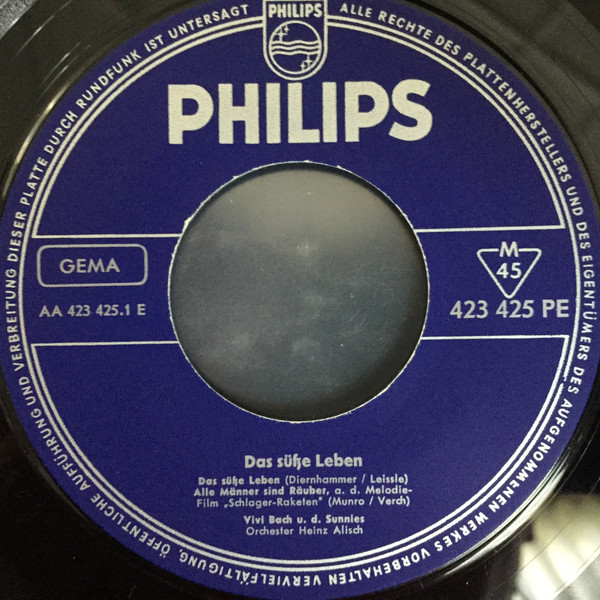 PHILIPS
PHILIPS
GEMA
AA 423 425.1 E
M
45
423 425 PE
Das süße Leben
Das süße Leben (Diernhammer / Leissle)
Alle Männer sind Räuber, a. d. Melodie-
Film „Schlager-Raketen" (Munro / Verch)
Vivi Bach u. d. Sunnies
Orchester Heinz Alisch
ALLE RECHTE DES PLATTENHERSTELLERS UND DES EIGENTÜMERS DES AUFGENOMMENEN WERKES VORBEHALTEN VERVIELFÄLTIGUNG, ÖFFENTLICHE AUFFÜHRUNG UND VERBREITUNG DIESER PLATTE DURCH RUNDFUNK IST UNTERSAGT